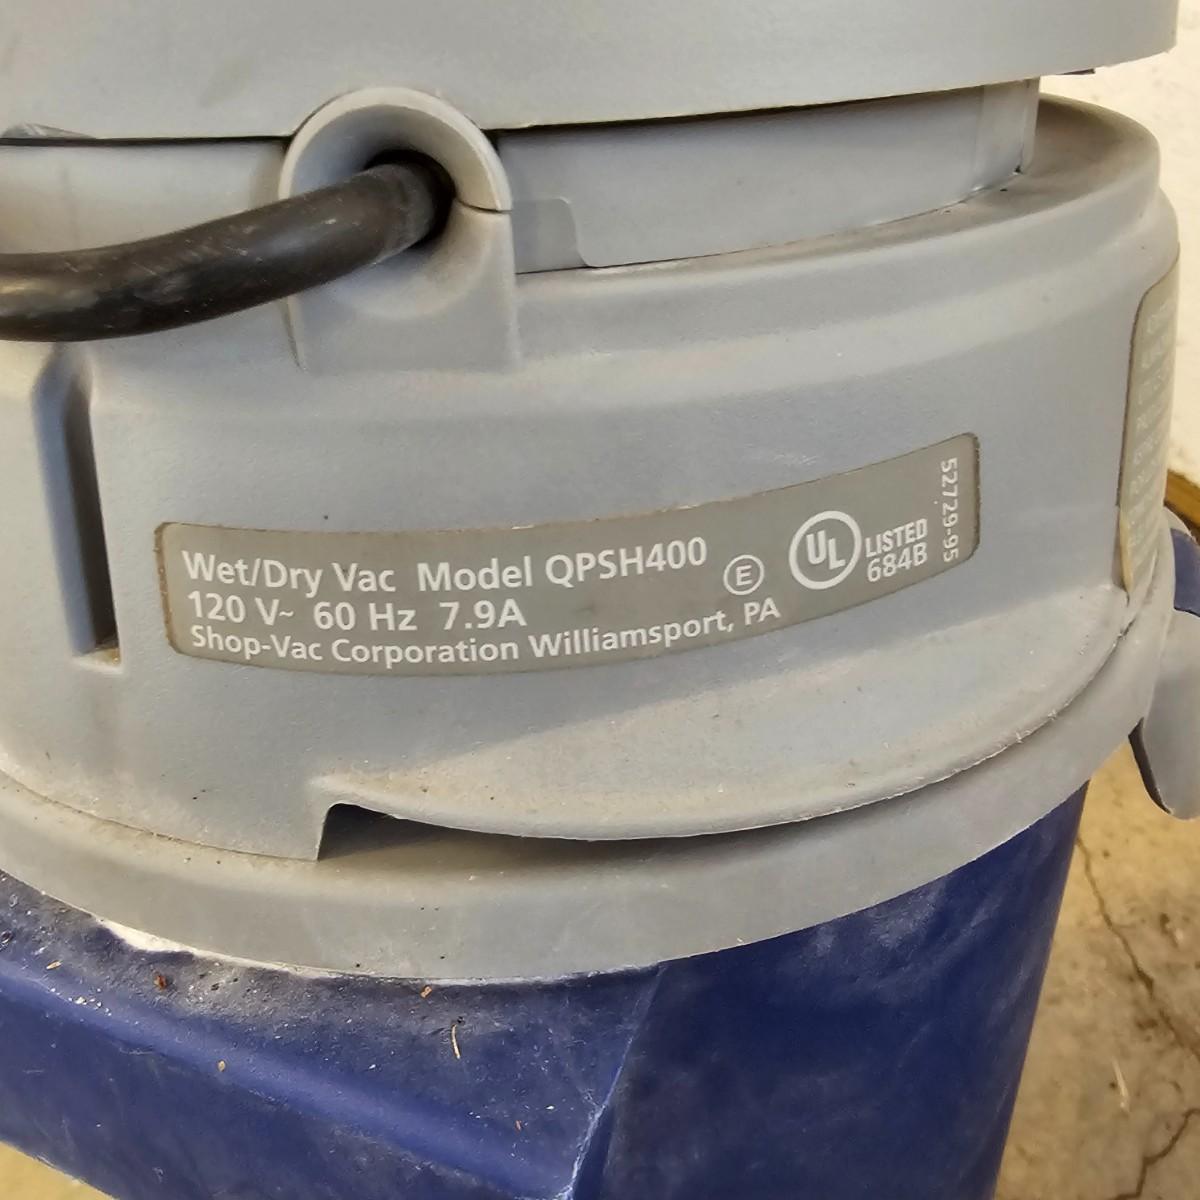 Wet/Dry Vac Model QPSH400
120 V~ 60 Hz 7.9A
Shop-Vac Corporation Williamsport, PA
E
UL
LISTED
684B
52729-95